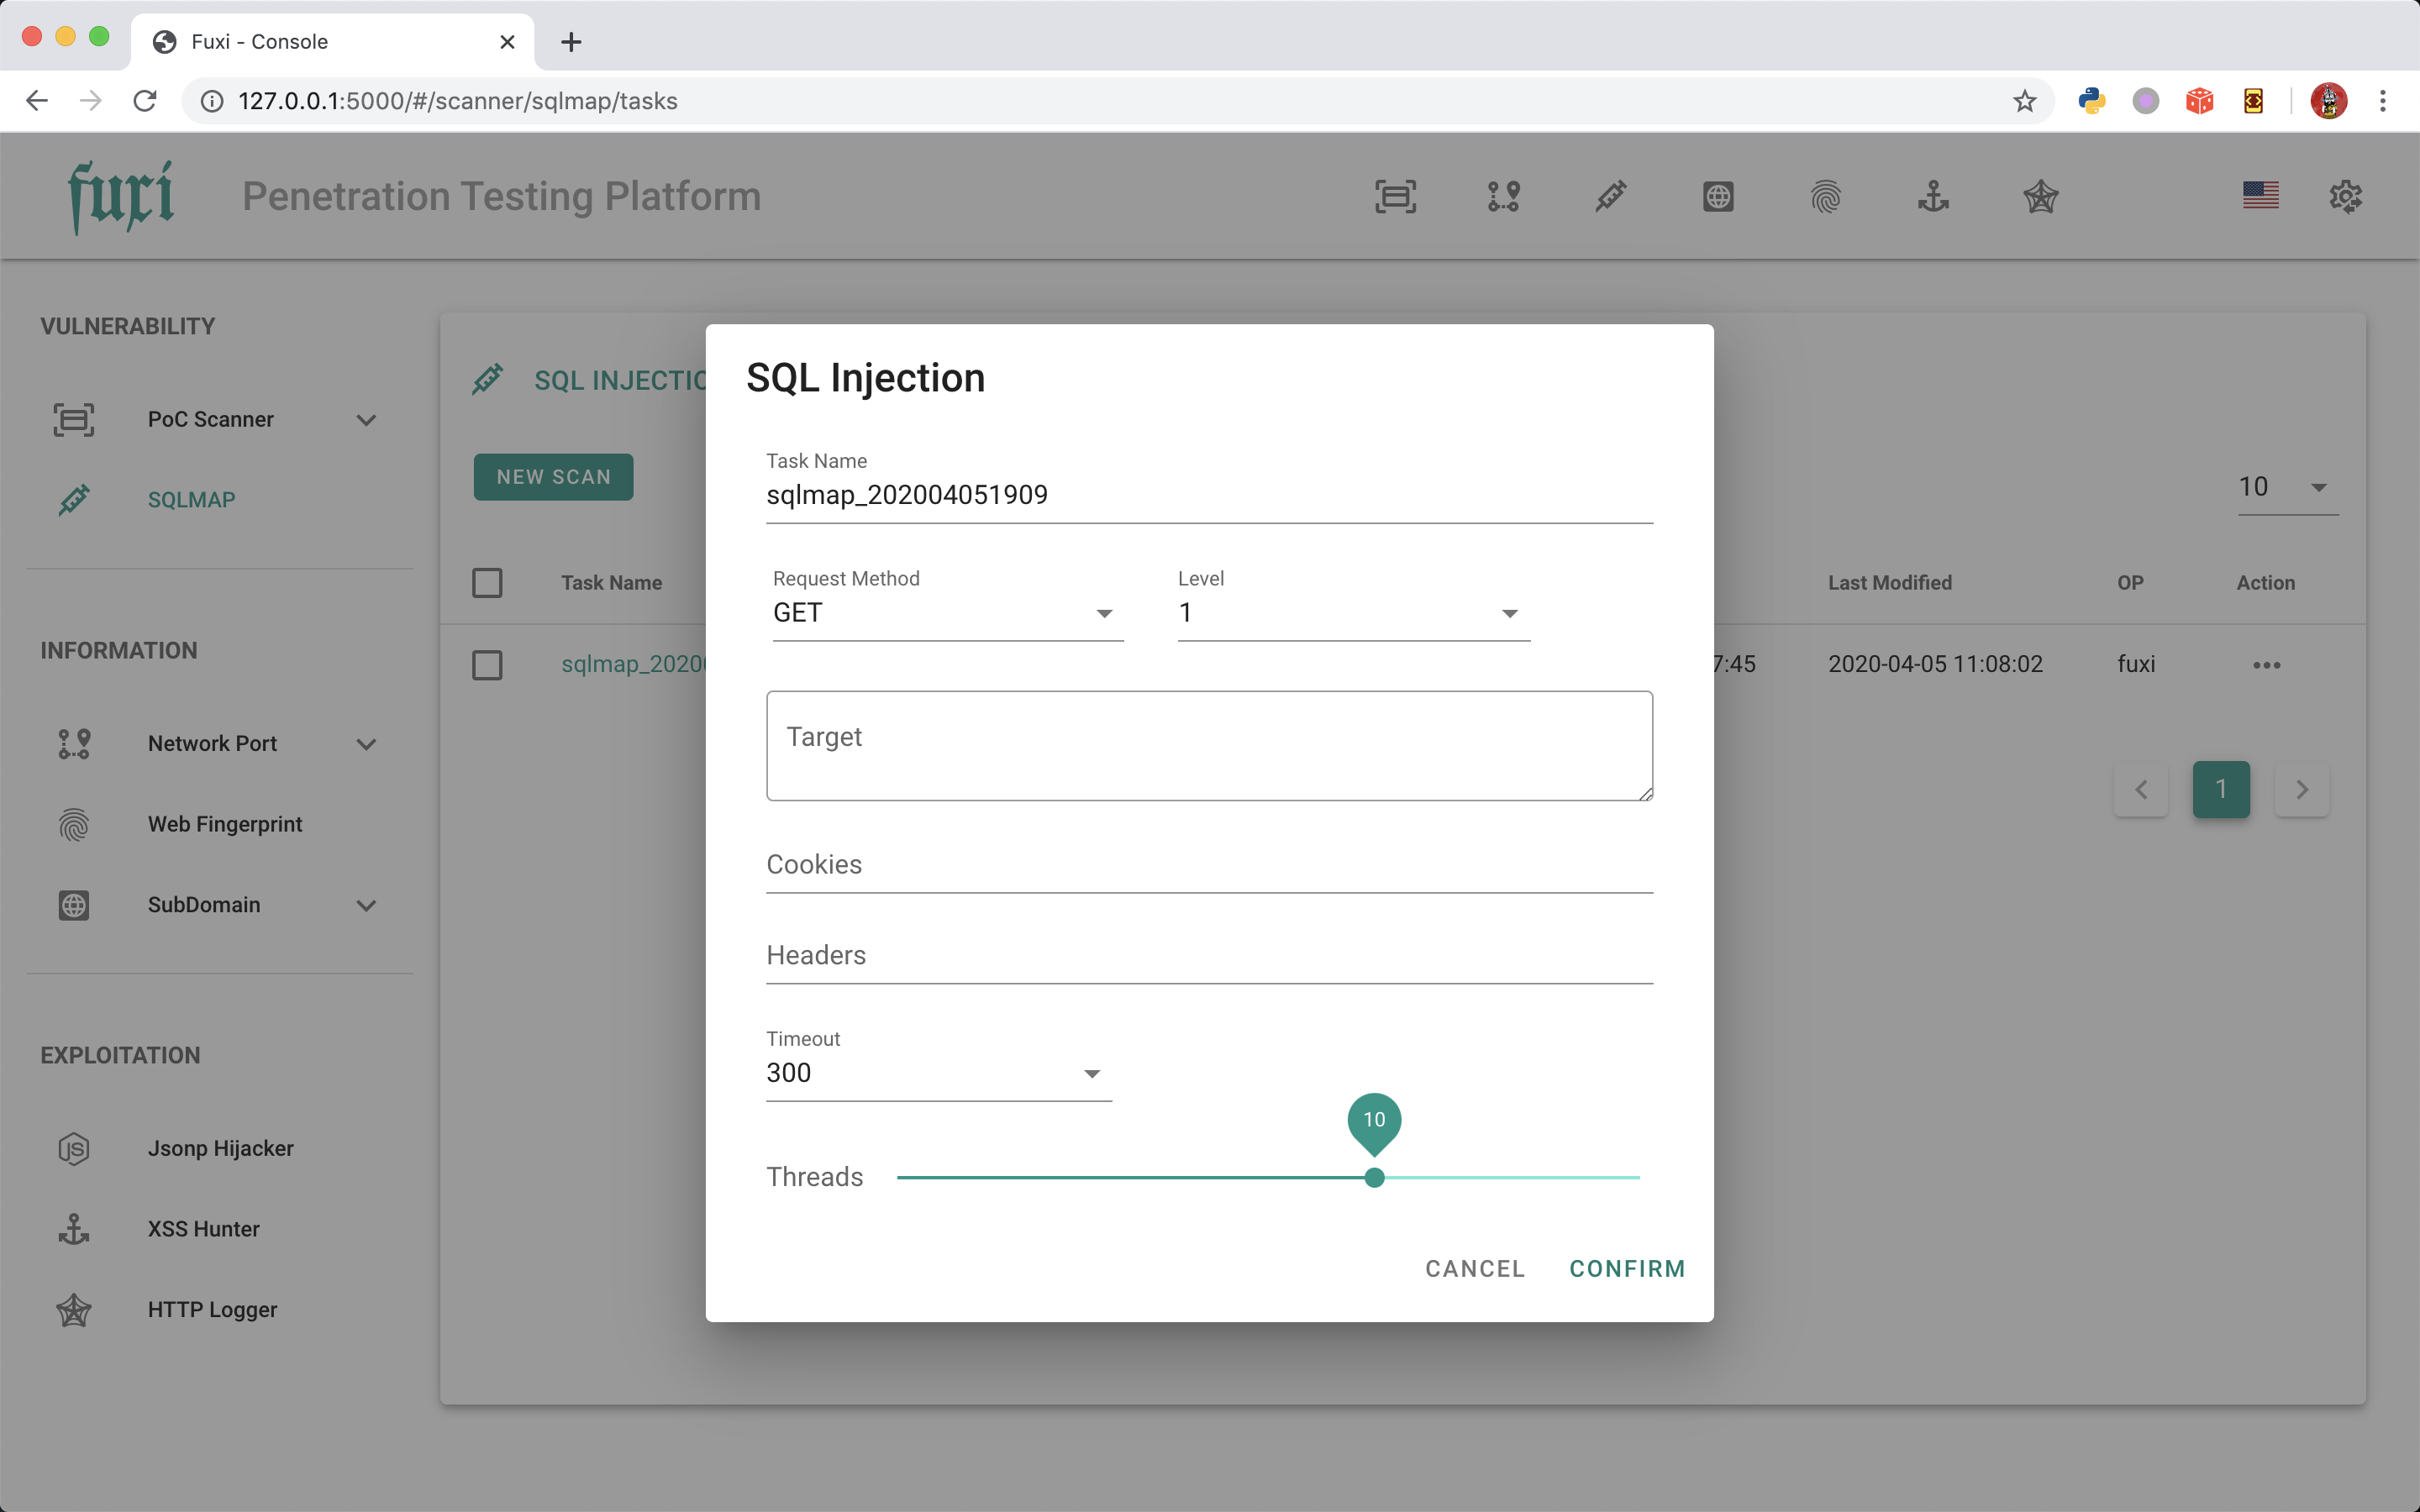 Fuxi - Console
127.0.0.1:5000/#/scanner/sqlmap/tasks
fuxi
Penetration Testing Platform
VULNERABILITY
PoC Scanner
SQLMAP
INFORMATION
Network Port
Web Fingerprint
SubDomain
EXPLOITATION
JS
Jsonp Hijacker
XSS Hunter
HTTP Logger
SQL INJECTIO
NEW SCAN
10
Task Name
Last Modified
OP
Action
sqlmap_2020
7:45
2020-04-05 11:08:02
fuxi
1
SQL Injection
Task Name
sqlmap_202004051909
Request Method
GET
Level
1
Target
Cookies
Headers
Timeout
300
10
Threads
CANCEL
CONFIRM